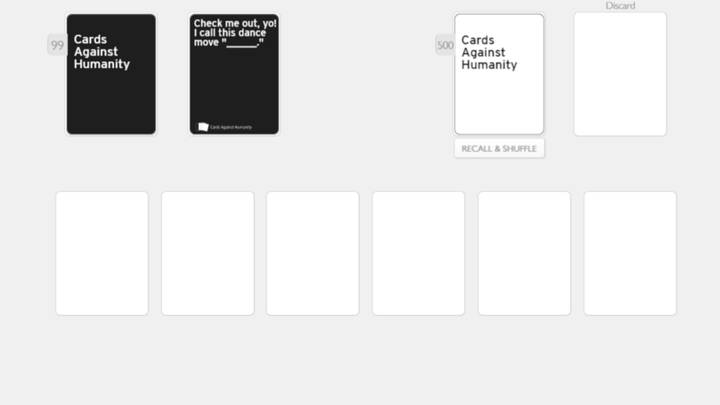 Discard
99
Cards
Against
Humanity
Check me out, yo!
I call this dance
move "______."
Cards Against Humanity
500
Cards
Against
Humanity
RECALL & SHUFFLE